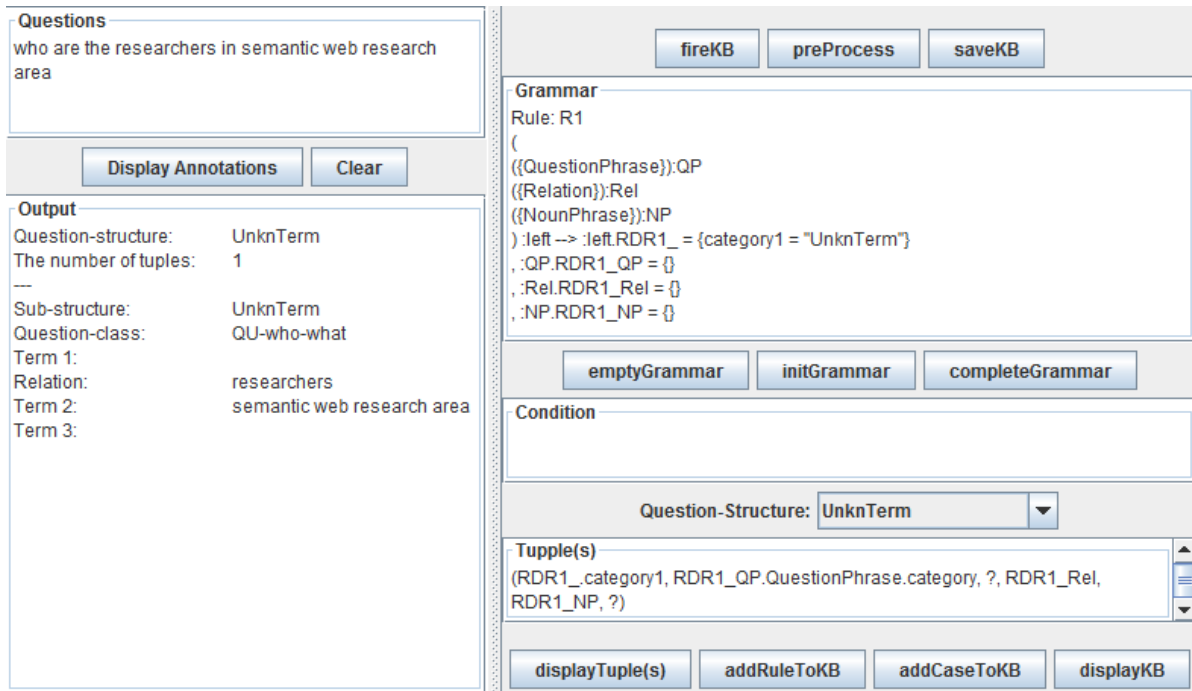 Questions
who are the researchers in semantic web research
area
Display Annotations
Clear
Output
Question-structure: UnknTerm
The number of tuples: 1
---
Sub-structure: UnknTerm
Question-class: QU-who-what
Term 1:
Relation: researchers
Term 2: semantic web research area
Term 3:
fireKB
preProcess
saveKB
Grammar
Rule: R1
(
({QuestionPhrase}):QP
({Relation}):Rel
({NounPhrase}):NP
) :left --> :left.RDR1_ = {category1 = "UnknTerm"}
, :QP.RDR1_QP = {}
, :Rel.RDR1_Rel = {}
, :NP.RDR1_NP = {}
emptyGrammar
initGrammar
completeGrammar
Condition
Question-Structure: UnknTerm
Tupple(s)
(RDR1_.category1, RDR1_QP.QuestionPhrase.category, ?, RDR1_Rel,
RDR1_NP, ?)
displayTuple(s)
addRuleToKB
addCaseToKB
displayKB